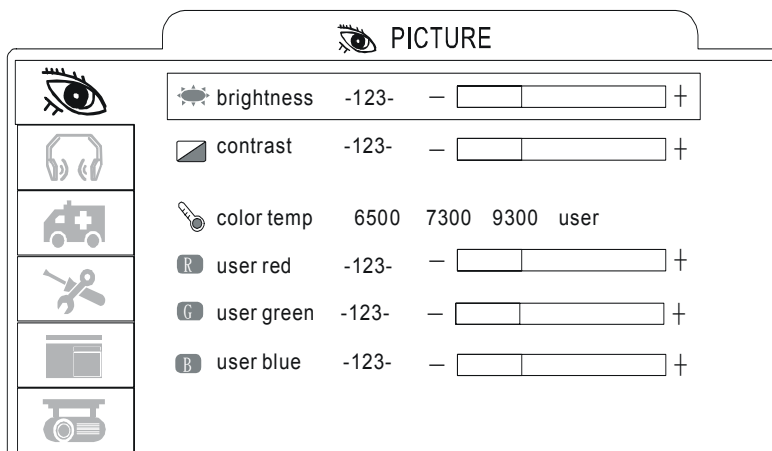 PICTURE
brightness -123- – +
contrast -123- – +
color temp 6500 7300 9300 user
R user red -123- – +
G user green -123- – +
B user blue -123- – +